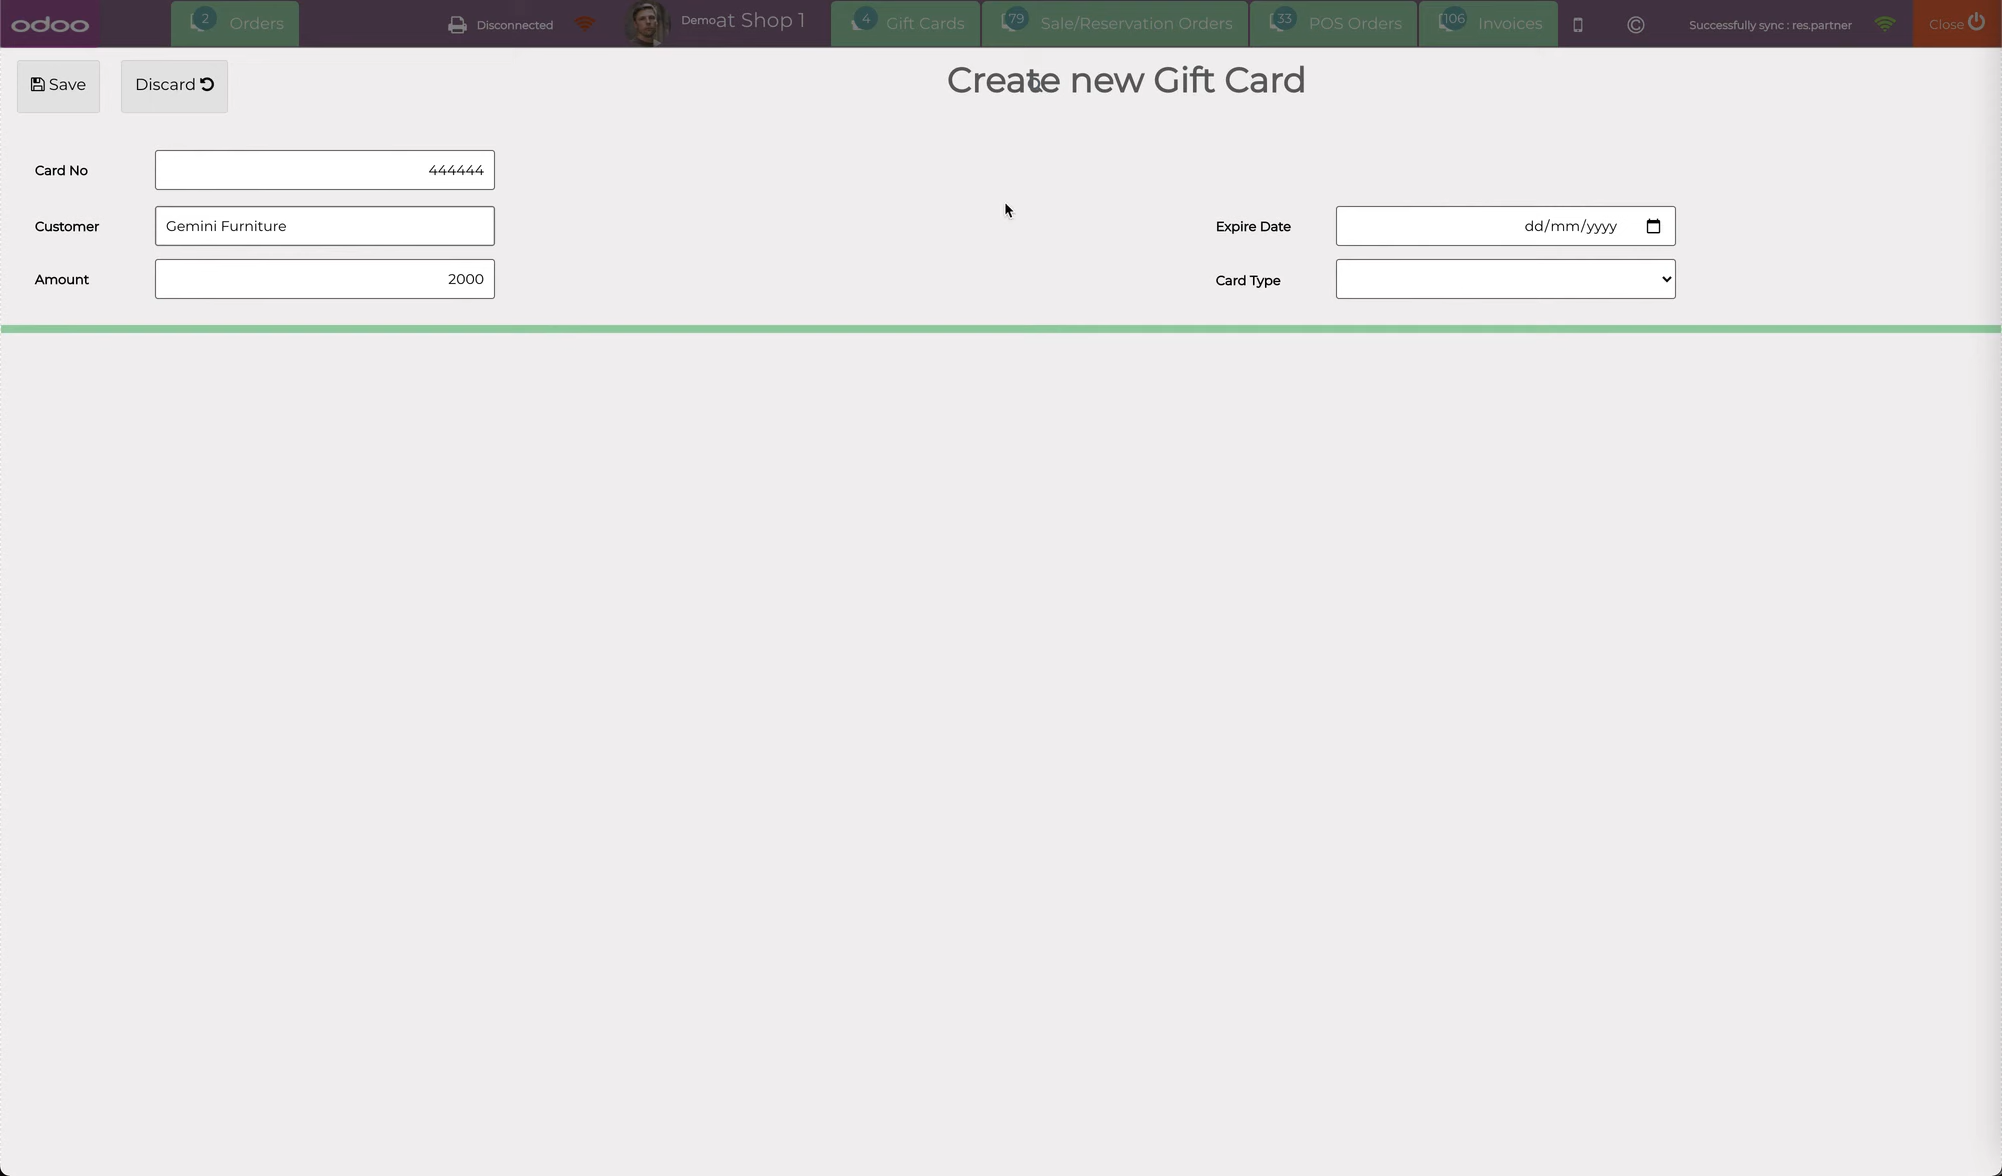 odoo
2 Orders
Disconnected
Demo at Shop 1
4 Gift Cards
79 Sale/Reservation Orders
33 POS Orders
106 Invoices
Successfully sync : res.partner
Close
Save
Discard
Create new Gift Card
Card No 444444
Customer Gemini Furniture
Expire Date dd/mm/yyyy
Amount 2000
Card Type